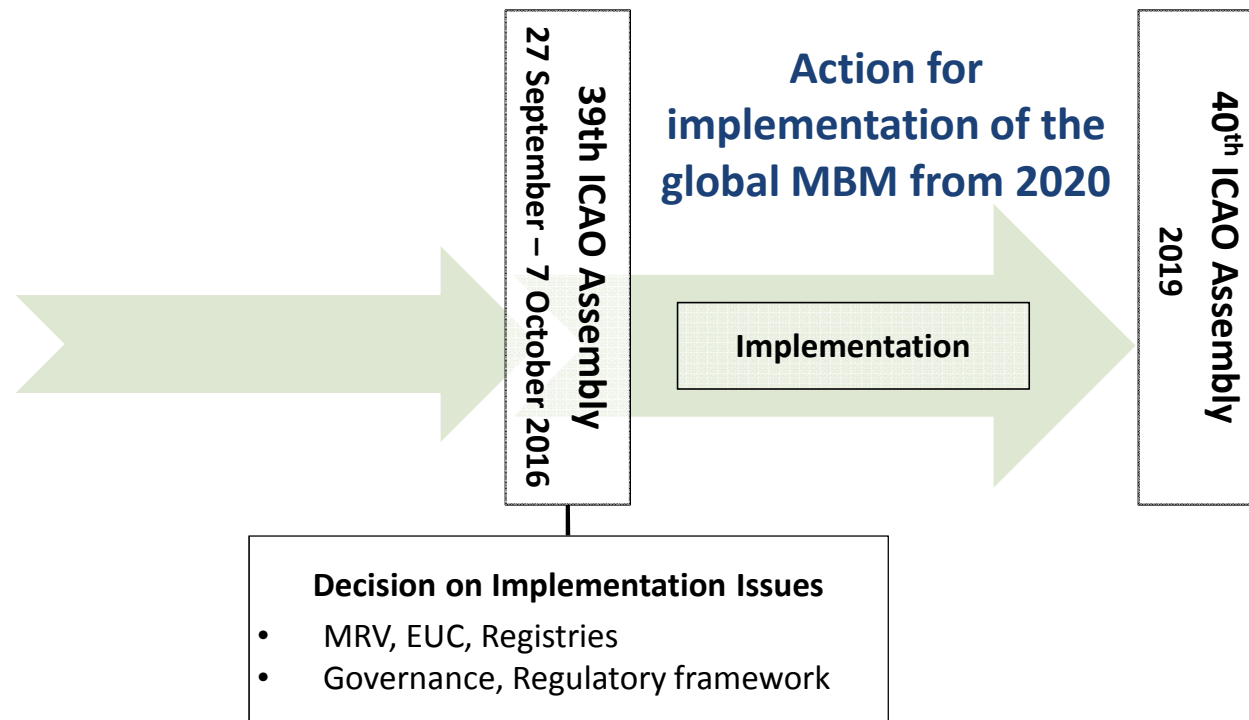 39th ICAO Assembly
27 September – 7 October 2016
Action for
implementation of the
global MBM from 2020
Implementation
40th ICAO Assembly
2019
Decision on Implementation Issues
• MRV, EUC, Registries
• Governance, Regulatory framework